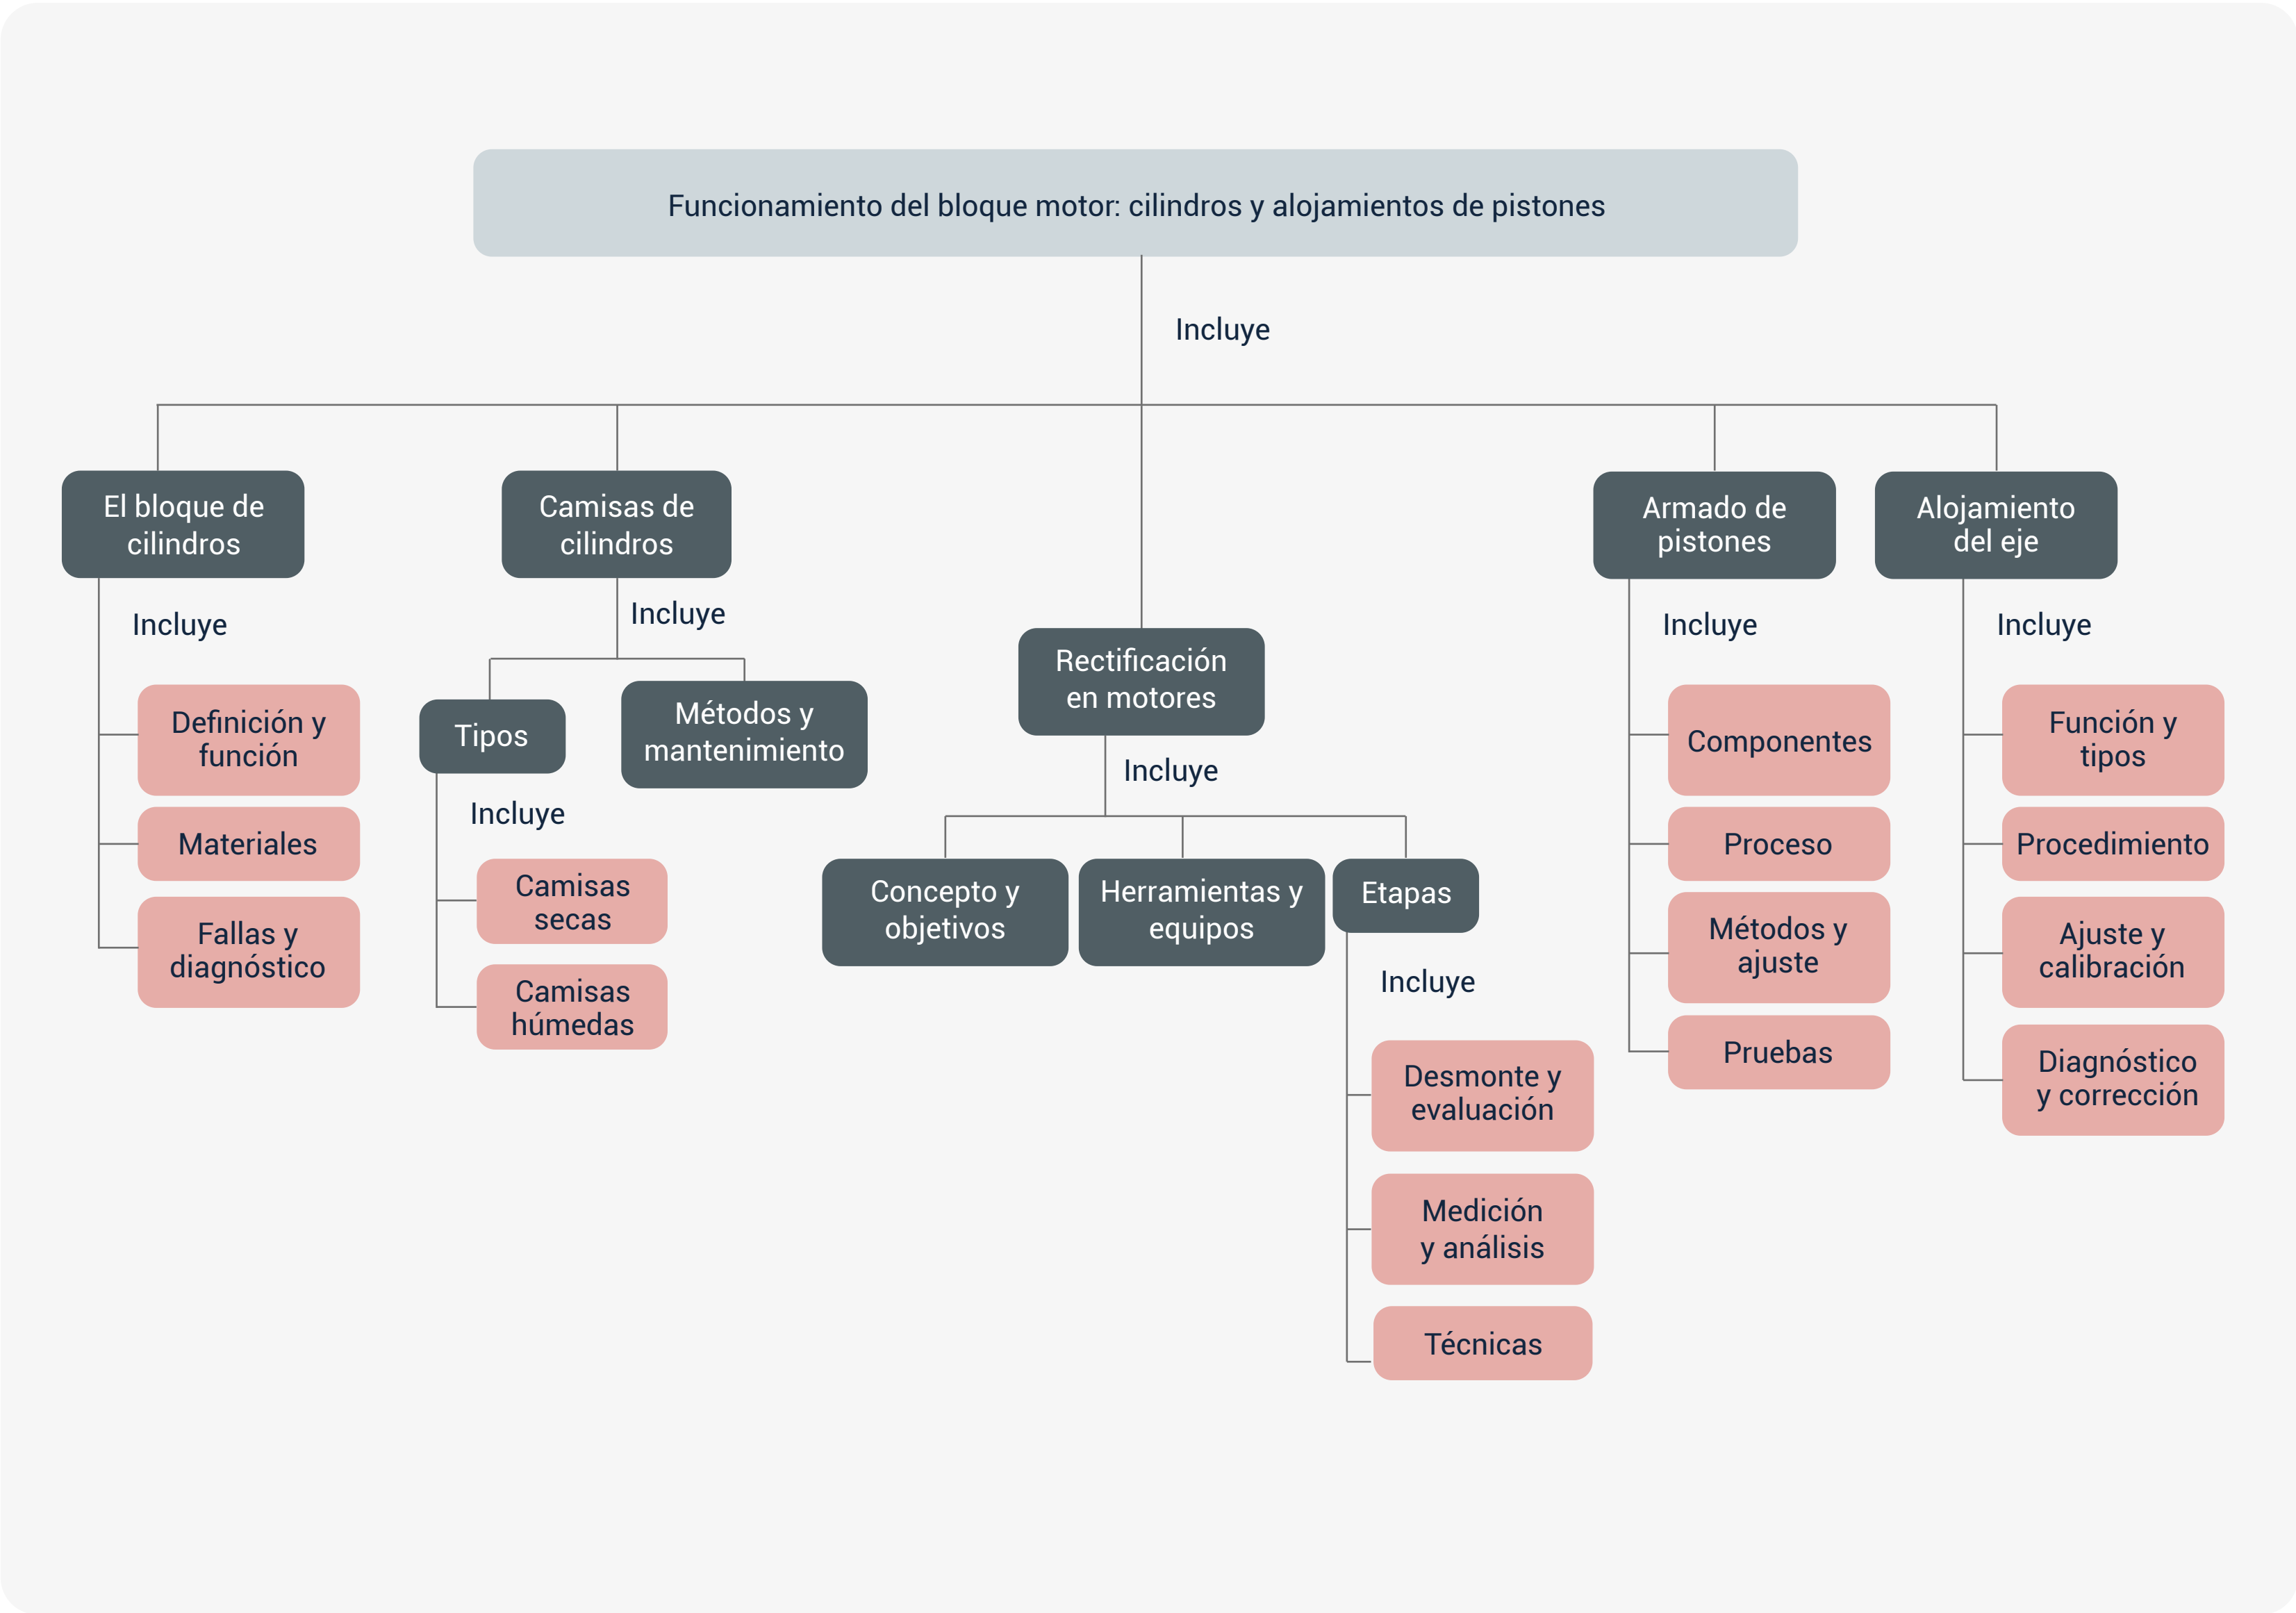 Funcionamiento del bloque motor: cilindros y alojamientos de pistones
Incluye
El bloque de
cilindros
Incluye
Definición y
función
Materiales
Fallas y
diagnóstico
Camisas de
cilindros
Incluye
Tipos
Incluye
Camisas
secas
Camisas
húmedas
Métodos y
mantenimiento
Rectificación
en motores
Incluye
Concepto y
objetivos
Herramientas y
equipos
Etapas
Incluye
Desmonte y
evaluación
Medición
y análisis
Técnicas
Armado de
pistones
Incluye
Componentes
Proceso
Métodos y
ajuste
Pruebas
Alojamiento
del eje
Incluye
Función y
tipos
Procedimiento
Ajuste y
calibración
Diagnóstico
y corrección